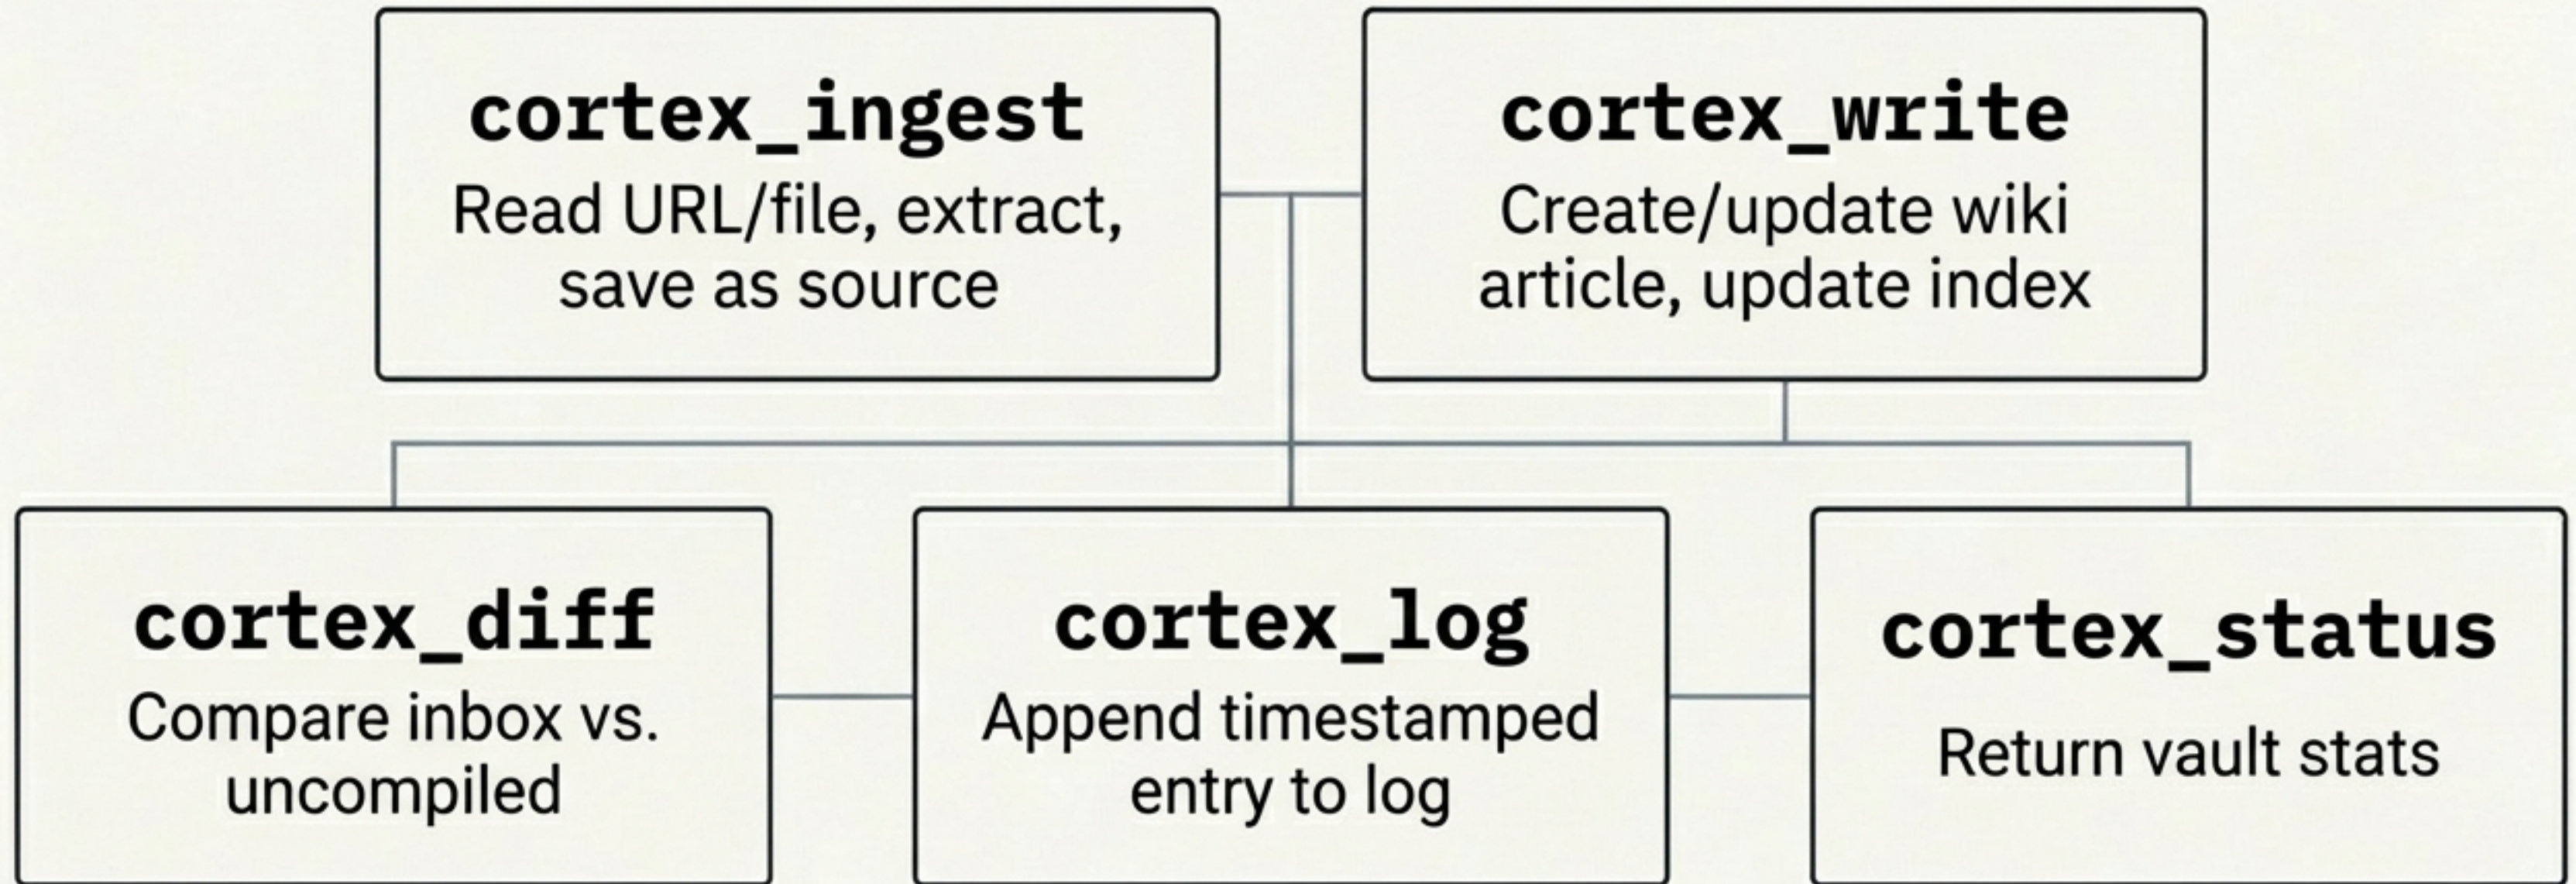 cortex_ingest
Read URL/file, extract,
save as source
cortex_write
Create/update wiki
article, update index
cortex_diff
Compare inbox vs.
uncompiled
cortex_log
Append timestamped
entry to log
cortex_status
Return vault stats